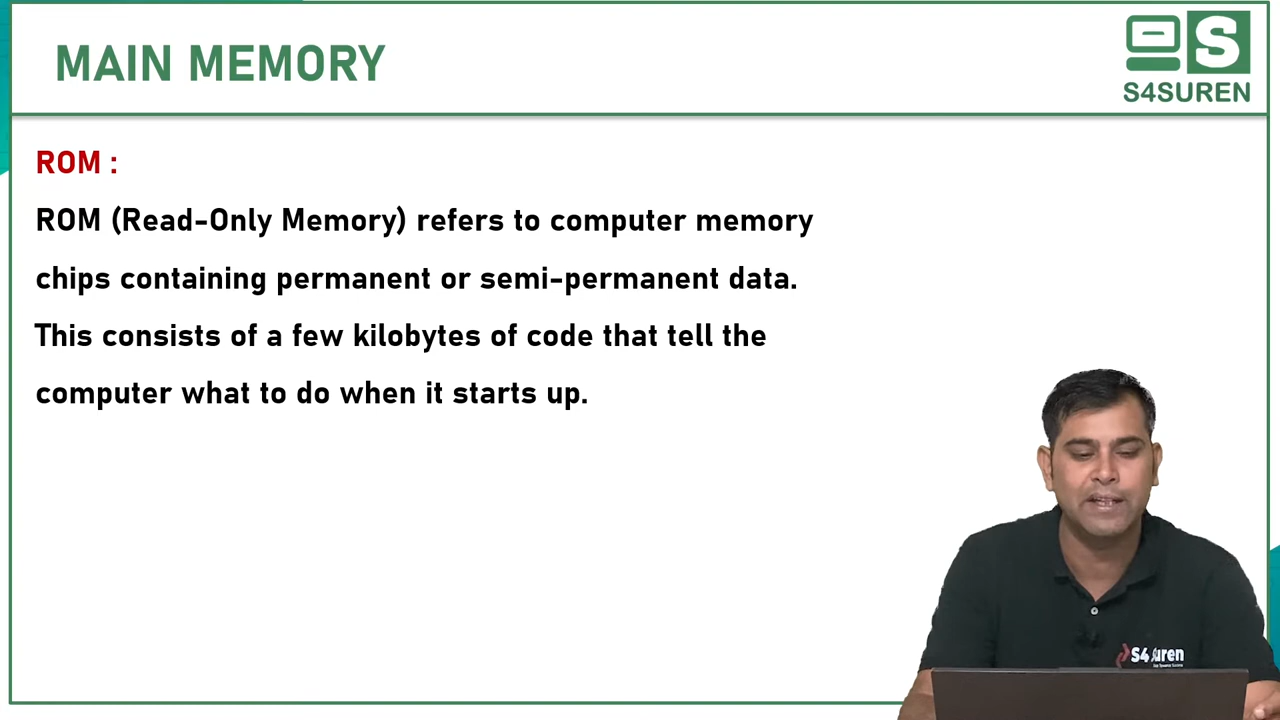 MAIN MEMORY
S
S4SUREN
ROM :
ROM (Read-Only Memory) refers to computer memory
chips containing permanent or semi-permanent data.
This consists of a few kilobytes of code that tell the
computer what to do when it starts up.